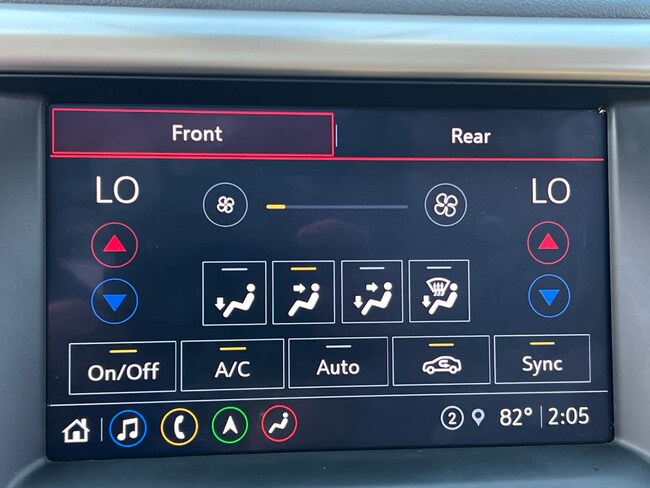 Front Rear
LO LO
On/Off A/C Auto Sync
2 82° 2:05